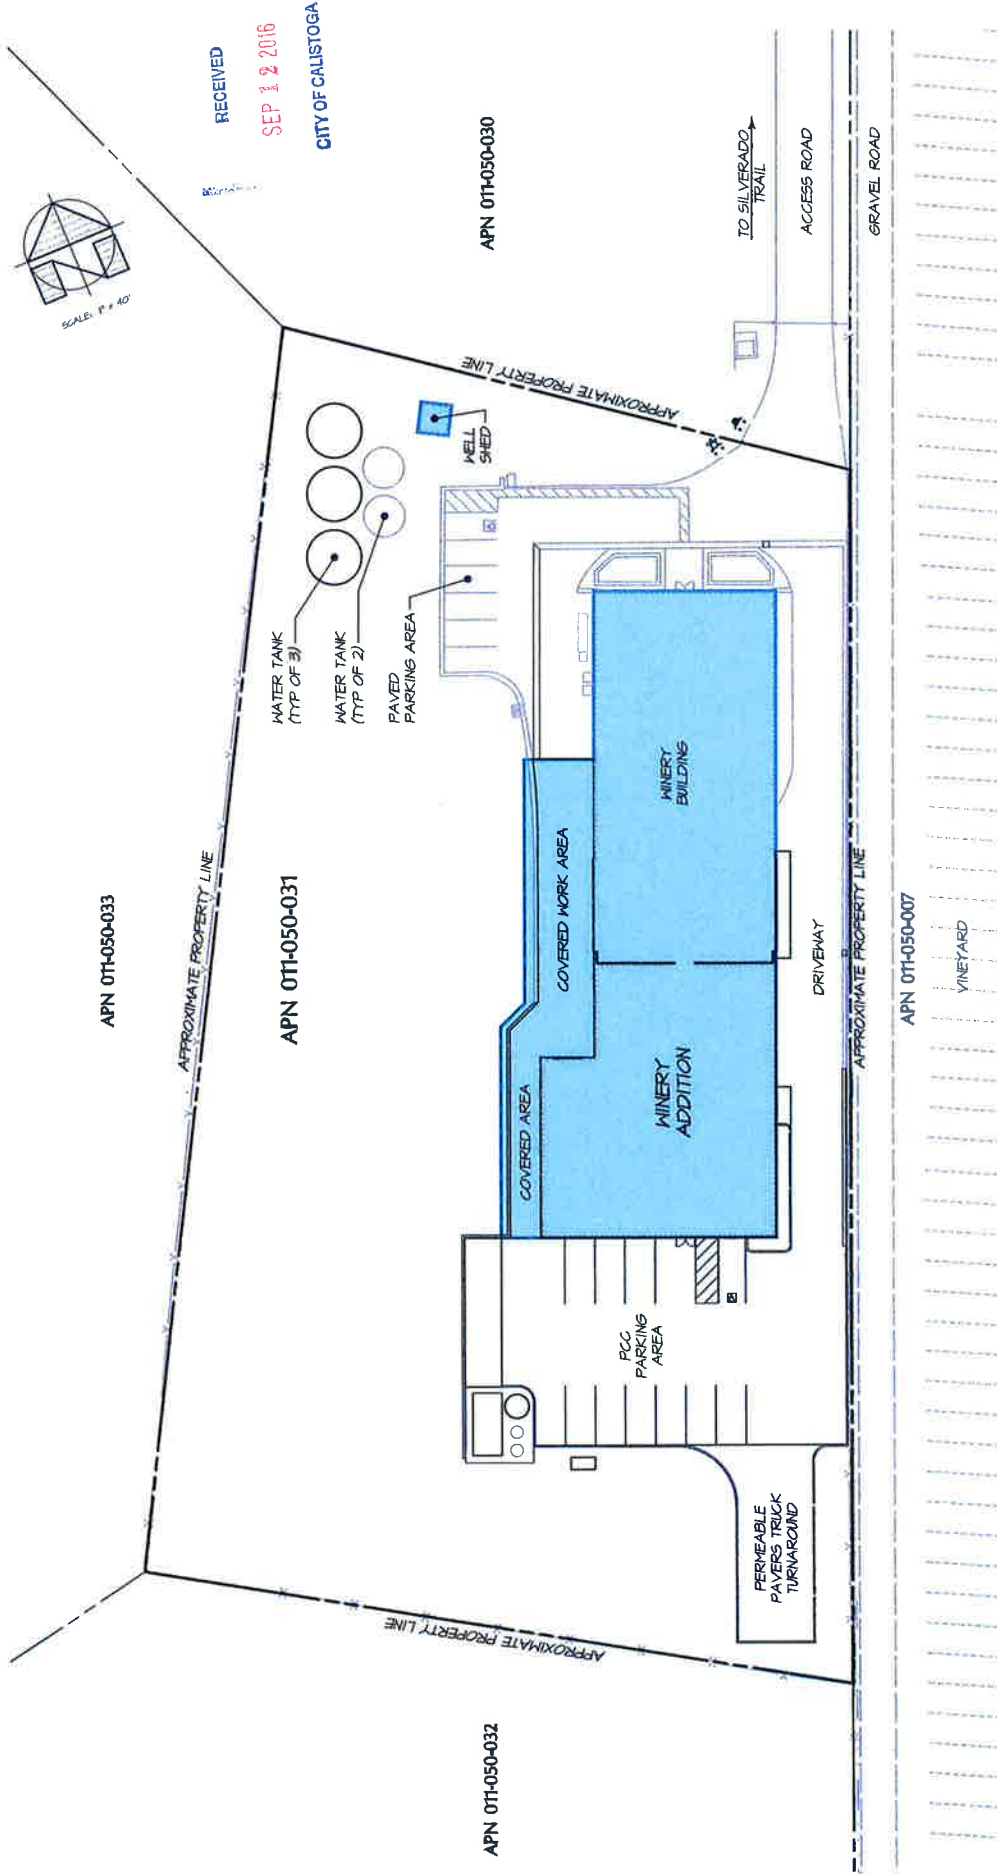 RECEIVED
SEP 12 2016
CITY OF CALISTOGA
SCALE: 1" = 40'
APN 011-050-033
APN 011-050-030
APPROXIMATE PROPERTY LINE
APN 011-050-031
WATER TANK
(TYP OF 3)
WATER TANK
(TYP OF 2)
PAVED
PARKING AREA
WELL
SHED
APPROXIMATE PROPERTY LINE
TO SILVERADO
TRAIL
ACCESS ROAD
GRAVEL ROAD
COVERED AREA
COVERED WORK AREA
WINERY
ADDITION
WINERY
BUILDING
PCC
PARKING
AREA
DRIVEWAY
PERMEABLE
PAVERS TRUCK
TURNAROUND
APPROXIMATE PROPERTY LINE
APN 011-050-032
APPROXIMATE PROPERTY LINE
APN 011-050-007
VINEYARD